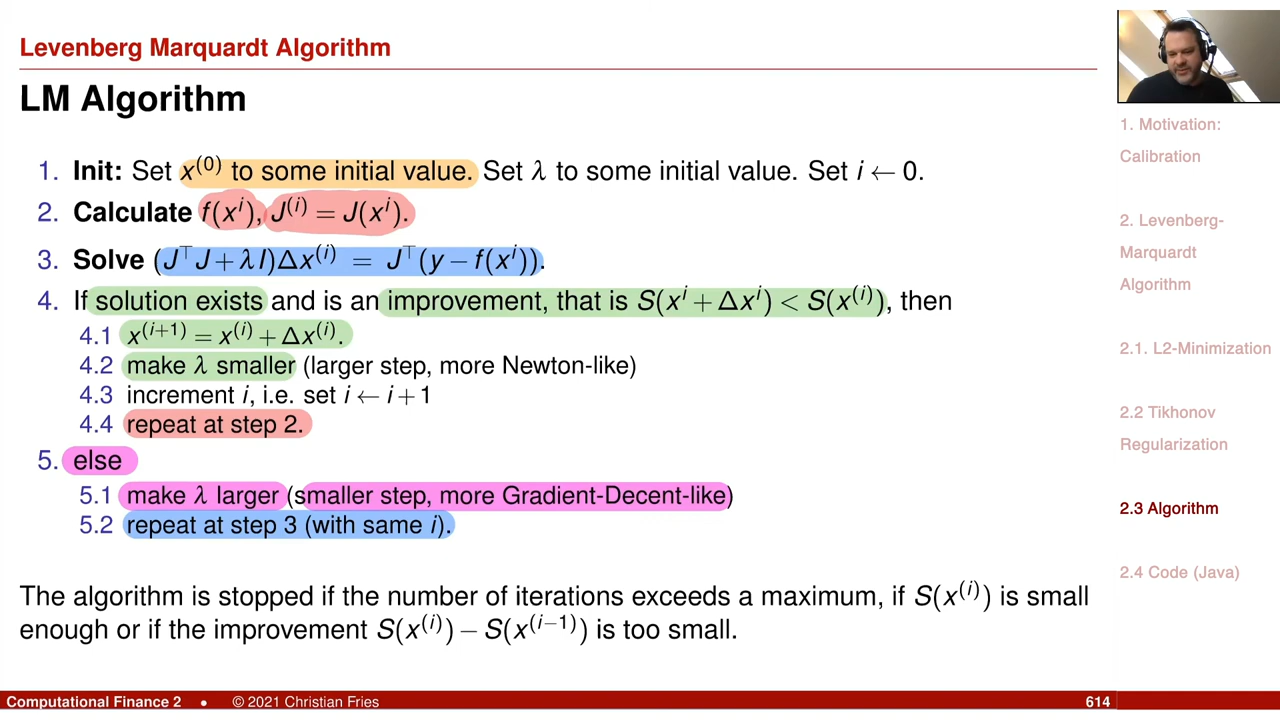 Levenberg Marquardt Algorithm
LM Algorithm
1. Init: Set x⁽⁰⁾ to some initial value. Set λ to some initial value. Set i ← 0.
2. Calculate f(xⁱ), J⁽ⁱ⁾ = J(xⁱ).
3. Solve (J⊤J + λI)Δx⁽ⁱ⁾ = J⊤(y − f(xⁱ)).
4. If solution exists and is an improvement, that is S(xⁱ + Δxⁱ) < S(x⁽ⁱ⁾), then
4.1 x⁽ⁱ⁺¹⁾ = x⁽ⁱ⁾ + Δx⁽ⁱ⁾.
4.2 make λ smaller (larger step, more Newton-like)
4.3 increment i, i.e. set i ← i + 1
4.4 repeat at step 2.
5. else
5.1 make λ larger (smaller step, more Gradient-Decent-like)
5.2 repeat at step 3 (with same i).
The algorithm is stopped if the number of iterations exceeds a maximum, if S(x⁽ⁱ⁾) is small
enough or if the improvement S(x⁽ⁱ⁾) − S(x⁽ⁱ⁻¹⁾) is too small.
1. Motivation:
Calibration
2. Levenberg-
Marquardt
Algorithm
2.1. L2-Minimization
2.2 Tikhonov
Regularization
2.3 Algorithm
2.4 Code (Java)
Computational Finance 2 • © 2021 Christian Fries 614